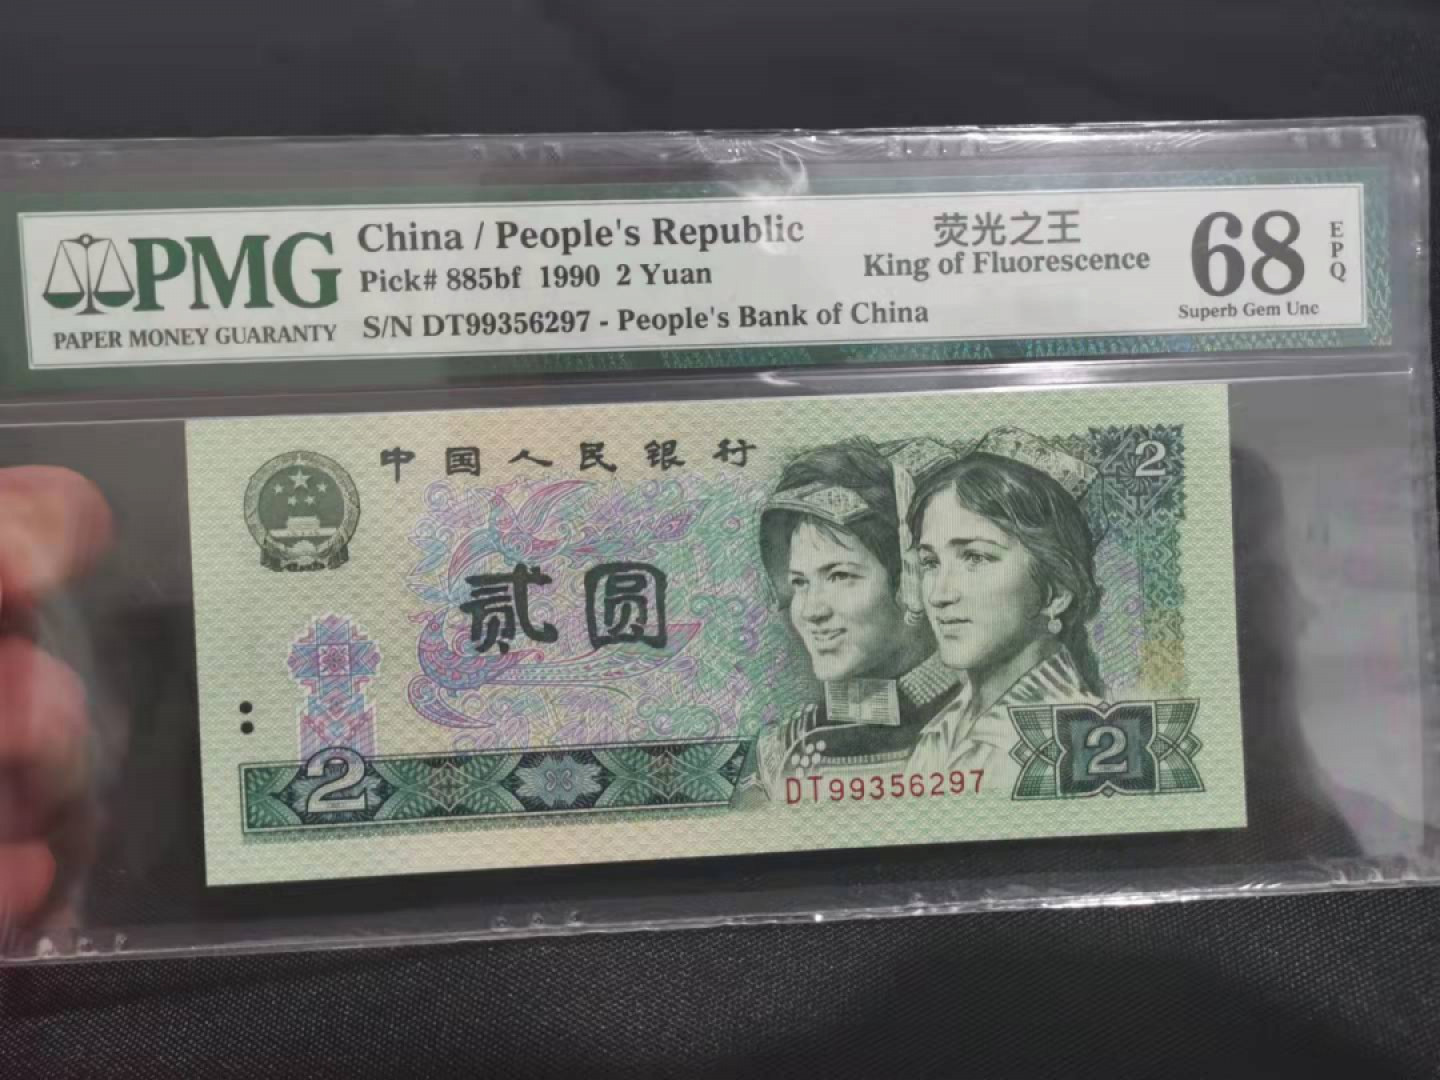 PMG
PAPER MONEY GUARANTY
China / People's Republic
Pick# 885bf 1990 2 Yuan
S/N DT99356297 - People's Bank of China
荧光之王
King of Fluorescence
68
EPQ
Superb Gem Unc
中国人民银行
2
贰圆
2
DT99356297
2